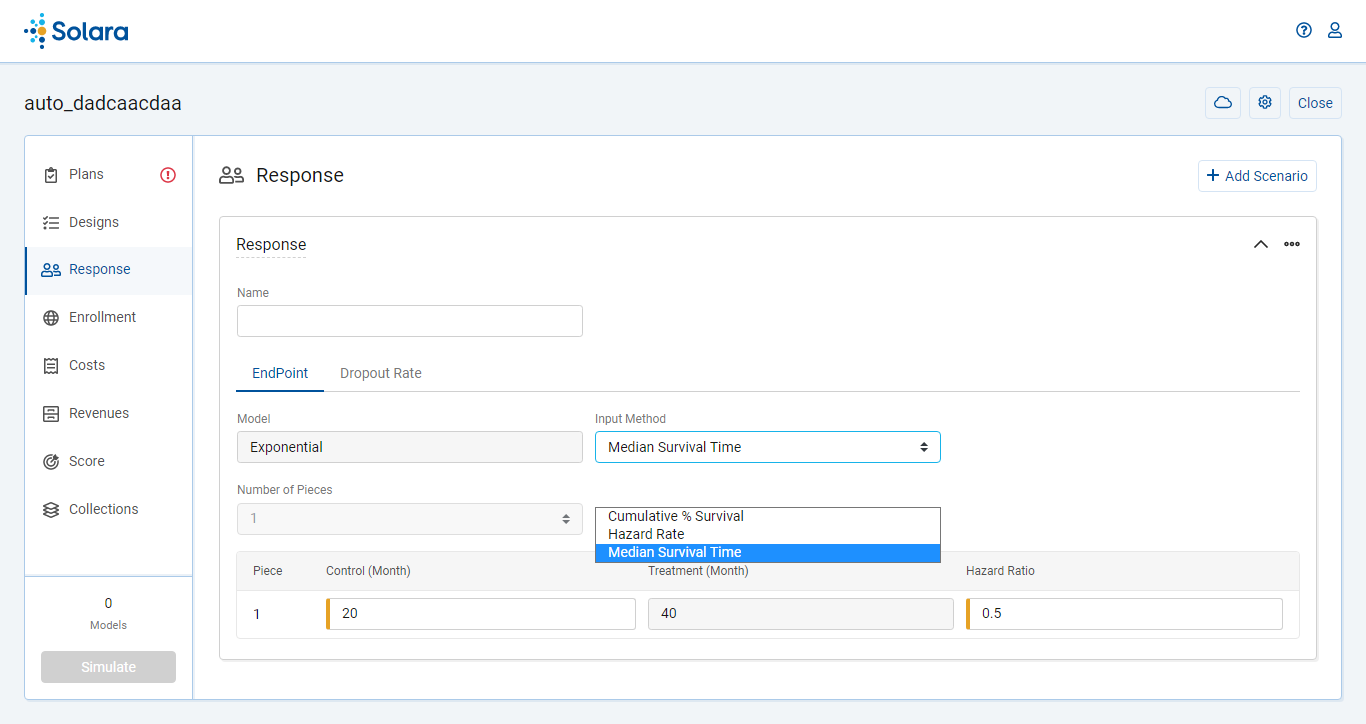 Solara
auto_dadcaacdaa
Close
Plans
Designs
Response
Enrollment
Costs
Revenues
Score
Collections
0
Models
Simulate
Response
Add Scenario
Response
Name
EndPoint Dropout Rate
Model Input Method
Exponential Median Survival Time
Number of Pieces
1
Cumulative % Survival
Hazard Rate
Median Survival Time
Piece Control (Month) Treatment (Month) Hazard Ratio
1 20 40 0.5